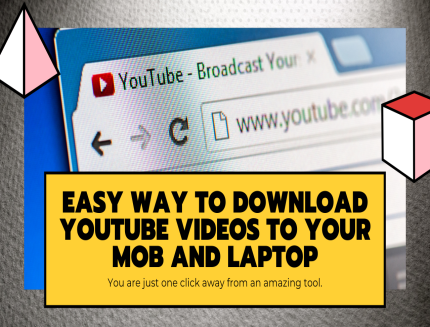 YouTube - Broadcast Your
www.youtube.com
EASY WAY TO DOWNLOAD
YOUTUBE VIDEOS TO YOUR
MOB AND LAPTOP
You are just one click away from an amazing tool.